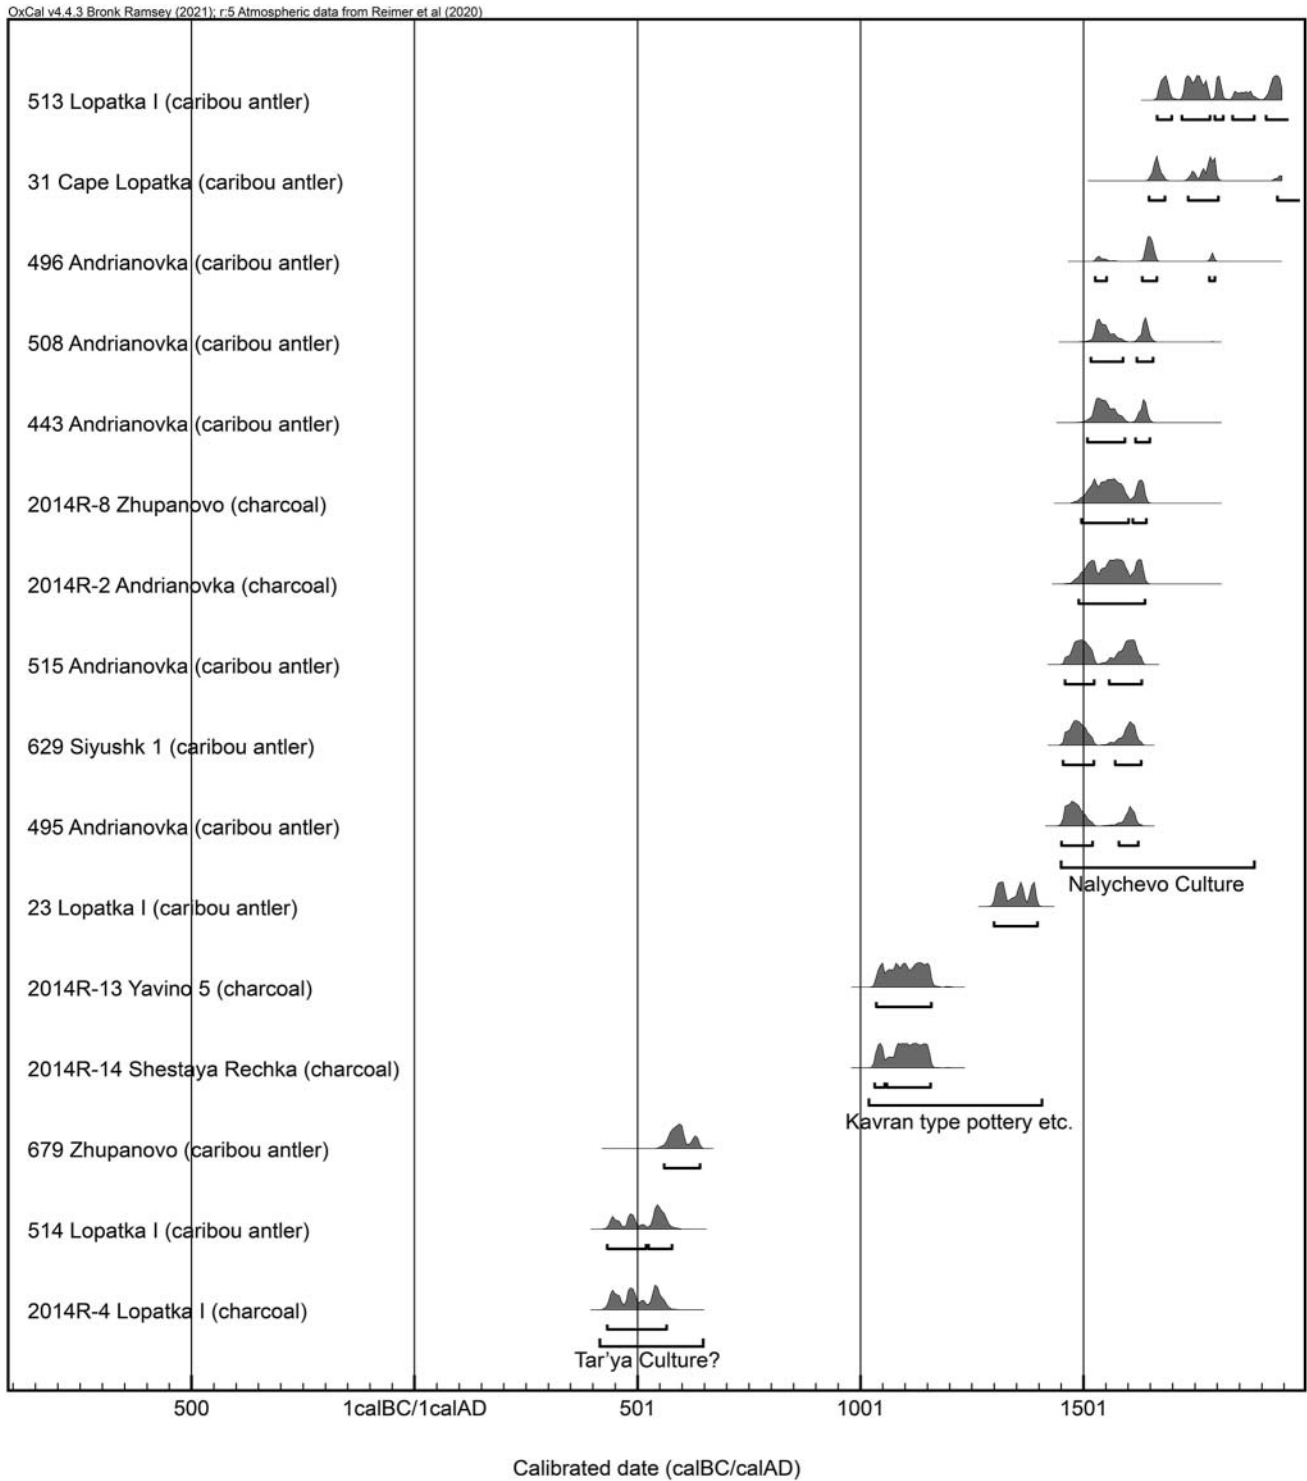 OxCal v4.4.3 Bronk Ramsey (2021); r:5 Atmospheric data from Reimer et al (2020)
513 Lopatka I (caribou antler)
31 Cape Lopatka (caribou antler)
496 Andrianovka (caribou antler)
508 Andrianovka (caribou antler)
443 Andrianovka (caribou antler)
2014R-8 Zhupanovo (charcoal)
2014R-2 Andrianovka (charcoal)
515 Andrianovka (caribou antler)
629 Siyushk 1 (caribou antler)
495 Andrianovka (caribou antler)
Nalychevo Culture
23 Lopatka I (caribou antler)
2014R-13 Yavino 5 (charcoal)
2014R-14 Shestaya Rechka (charcoal)
Kavran type pottery etc.
679 Zhupanovo (caribou antler)
514 Lopatka I (caribou antler)
2014R-4 Lopatka I (charcoal)
Tar'ya Culture?
500 1calBC/1calAD 501 1001 1501
Calibrated date (calBC/calAD)